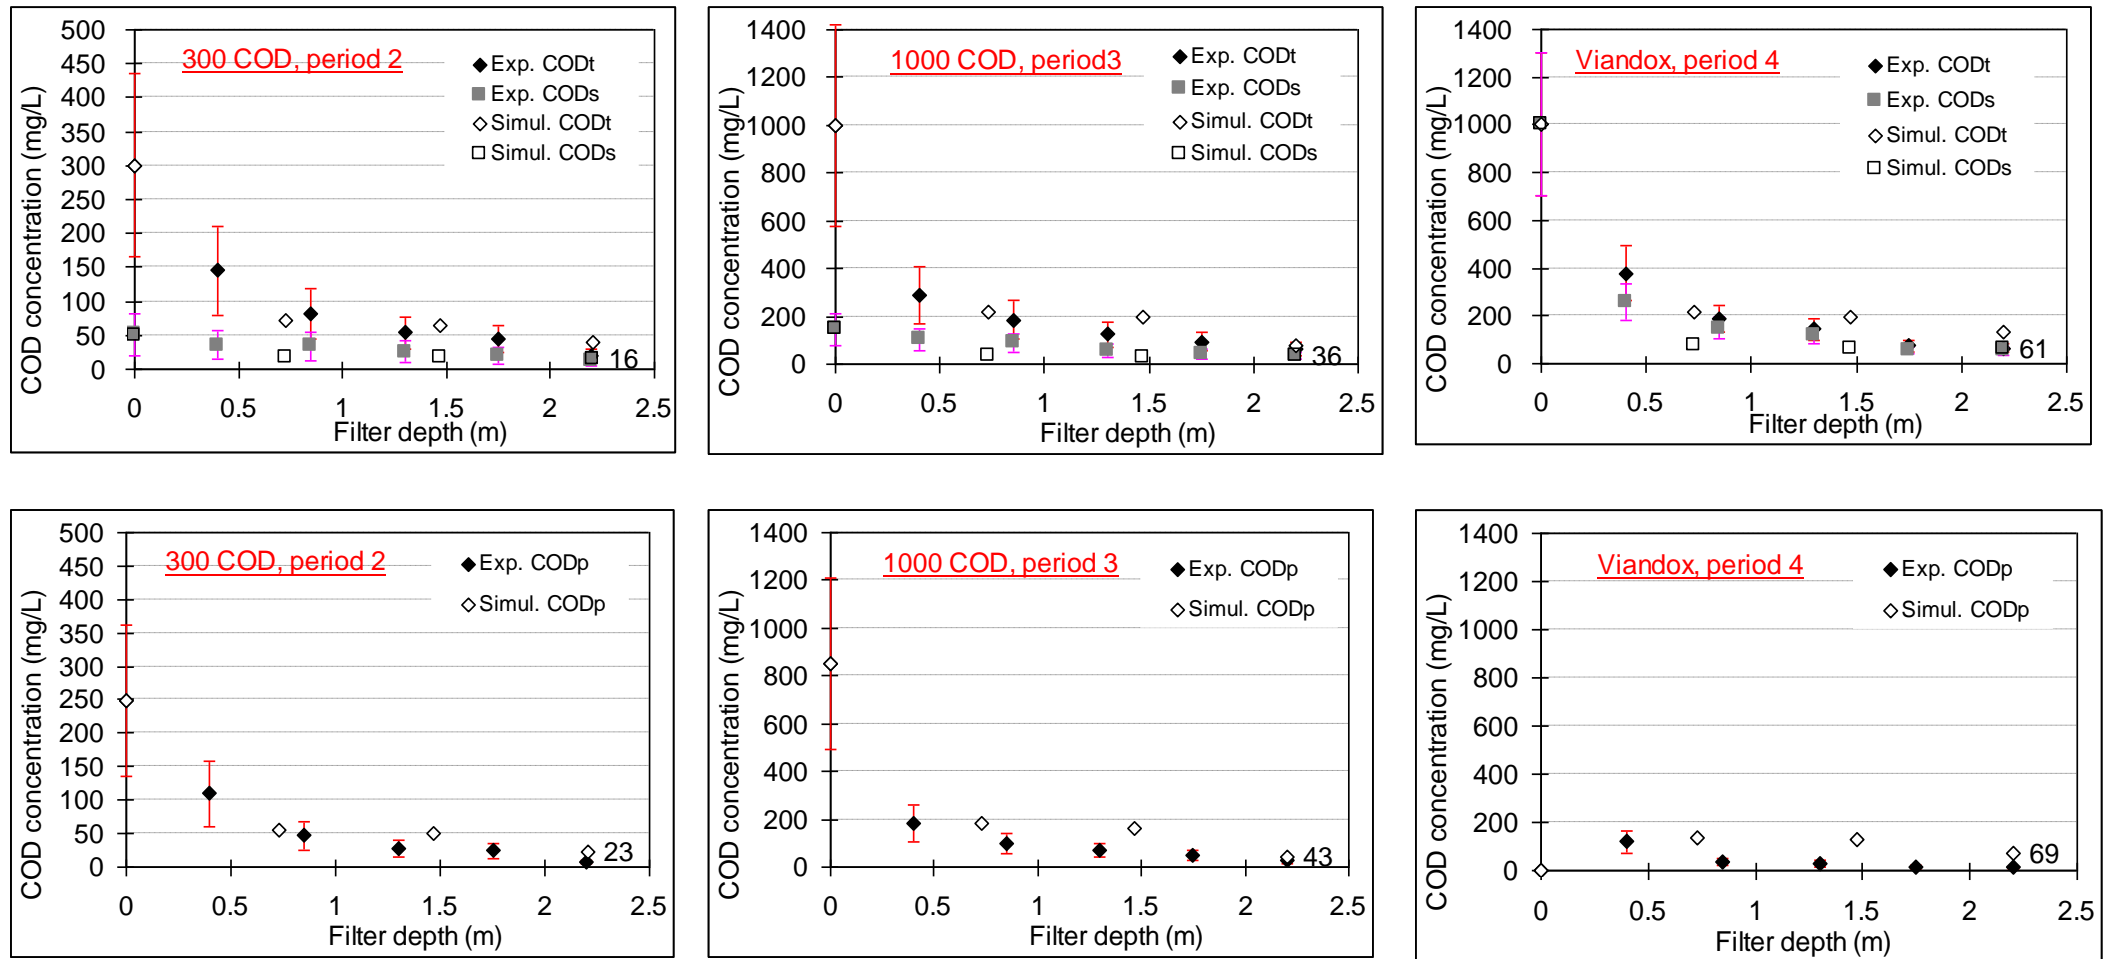 500
450
400
350
300
250
200
150
100
50
0
COD concentration (mg/L)
300 COD, period 2
Exp. CODt
Exp. CODs
Simul. CODt
Simul. CODs
16
0 0.5 1 1.5 2 2.5
Filter depth (m)
1400
1200
1000
800
600
400
200
0
COD concentration (mg/L)
1000 COD, period3
Exp. CODt
Exp. CODs
Simul. CODt
Simul. CODs
36
0 0.5 1 1.5 2 2.5
Filter depth (m)
1400
1200
1000
800
600
400
200
0
COD concentration (mg/L)
Viandox, period 4
Exp. CODt
Exp. CODs
Simul. CODt
Simul. CODs
61
0 0.5 1 1.5 2 2.5
Filter depth (m)
500
450
400
350
300
250
200
150
100
50
0
COD concentration (mg/L)
300 COD, period 2
Exp. CODp
Simul. CODp
23
0 0.5 1 1.5 2 2.5
Filter depth (m)
1400
1200
1000
800
600
400
200
0
COD concentration (mg/L)
1000 COD, period 3
Exp. CODp
Simul. CODp
43
0 0.5 1 1.5 2 2.5
Filter depth (m)
1400
1200
1000
800
600
400
200
0
COD concentration (mg/L)
Viandox, period 4
Exp. CODp
Simul. CODp
69
0 0.5 1 1.5 2 2.5
Filter depth (m)